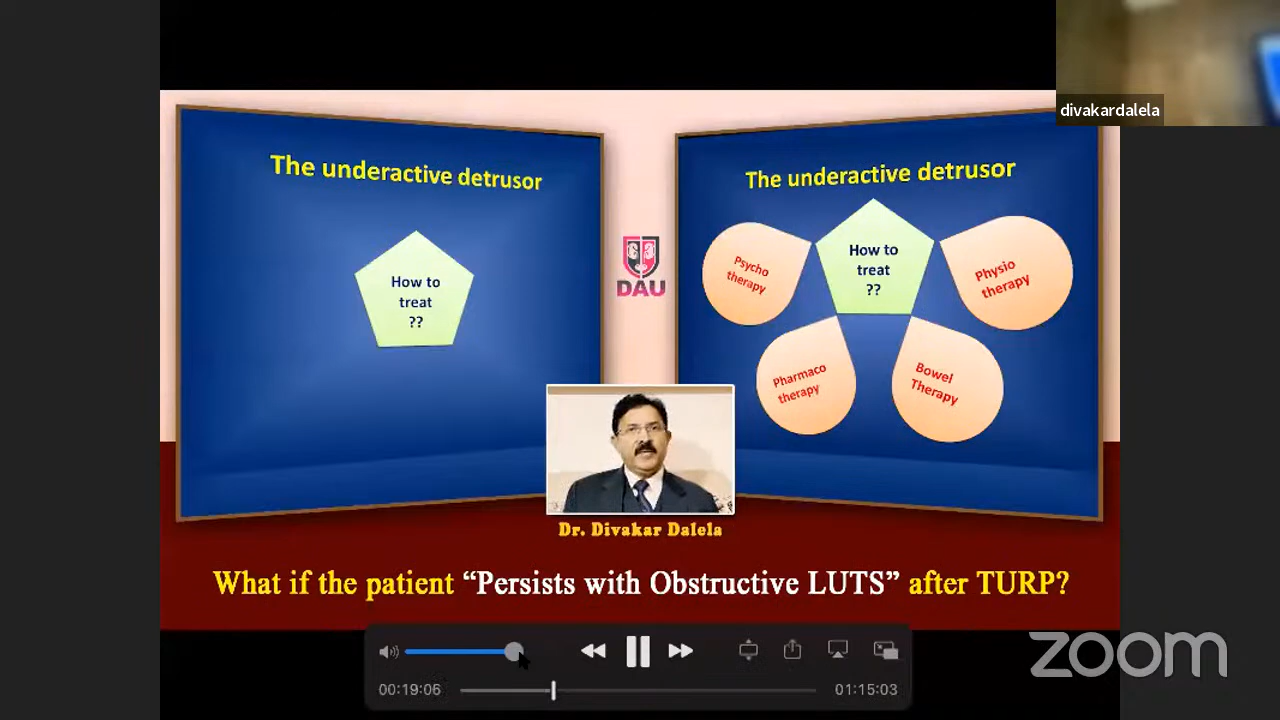 divakardalela
The underactive detrusor
How to
treat
??
DAU
The underactive detrusor
How to
treat
??
Psycho
therapy
Physio
therapy
Pharmaco
therapy
Bowel
Therapy
Dr. Divakar Dalela
What if the patient “Persists with Obstructive LUTS” after TURP?
00:19:06
01:15:03
zoom